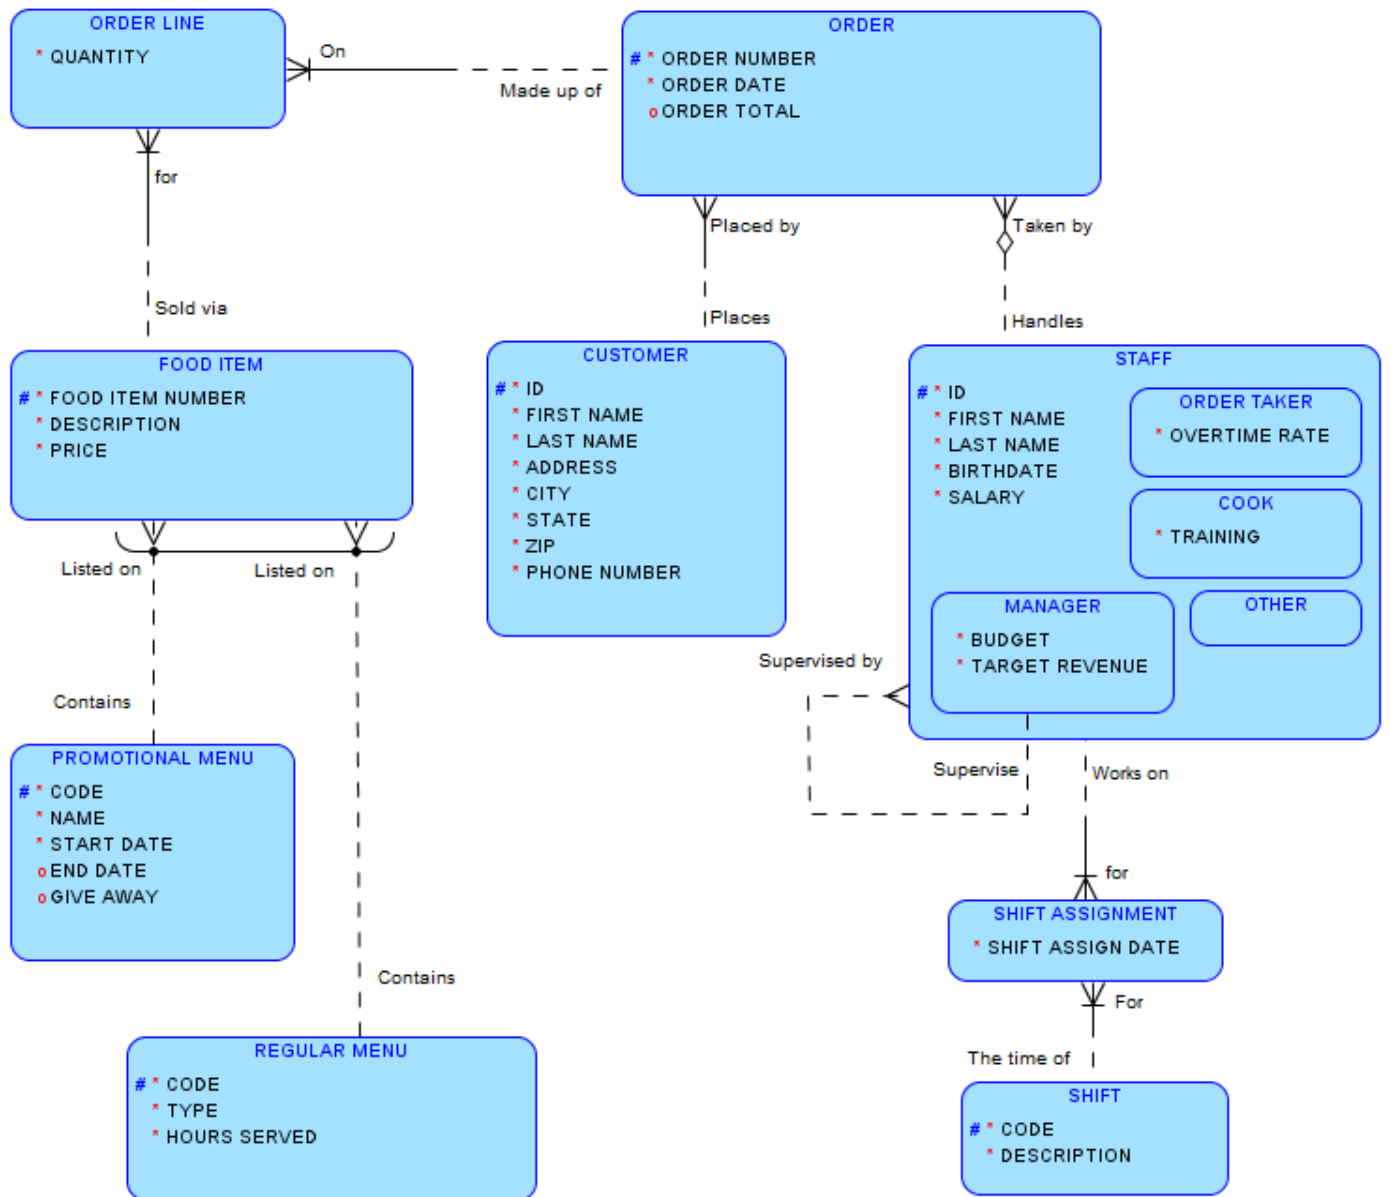 ORDER LINE
* QUANTITY
On
Made up of
ORDER
# * ORDER NUMBER
* ORDER DATE
o ORDER TOTAL
for
Sold via
Placed by
Places
Taken by
Handles
FOOD ITEM
# * FOOD ITEM NUMBER
* DESCRIPTION
* PRICE
CUSTOMER
# * ID
* FIRST NAME
* LAST NAME
* ADDRESS
* CITY
* STATE
* ZIP
* PHONE NUMBER
STAFF
# * ID
* FIRST NAME
* LAST NAME
* BIRTHDATE
* SALARY
ORDER TAKER
* OVERTIME RATE
COOK
* TRAINING
OTHER
MANAGER
* BUDGET
* TARGET REVENUE
Listed on
Listed on
Contains
Supervised by
Supervise
Works on
PROMOTIONAL MENU
# * CODE
* NAME
* START DATE
o END DATE
o GIVE AWAY
Contains
for
SHIFT ASSIGNMENT
* SHIFT ASSIGN DATE
For
The time of
REGULAR MENU
# * CODE
* TYPE
* HOURS SERVED
SHIFT
# * CODE
* DESCRIPTION